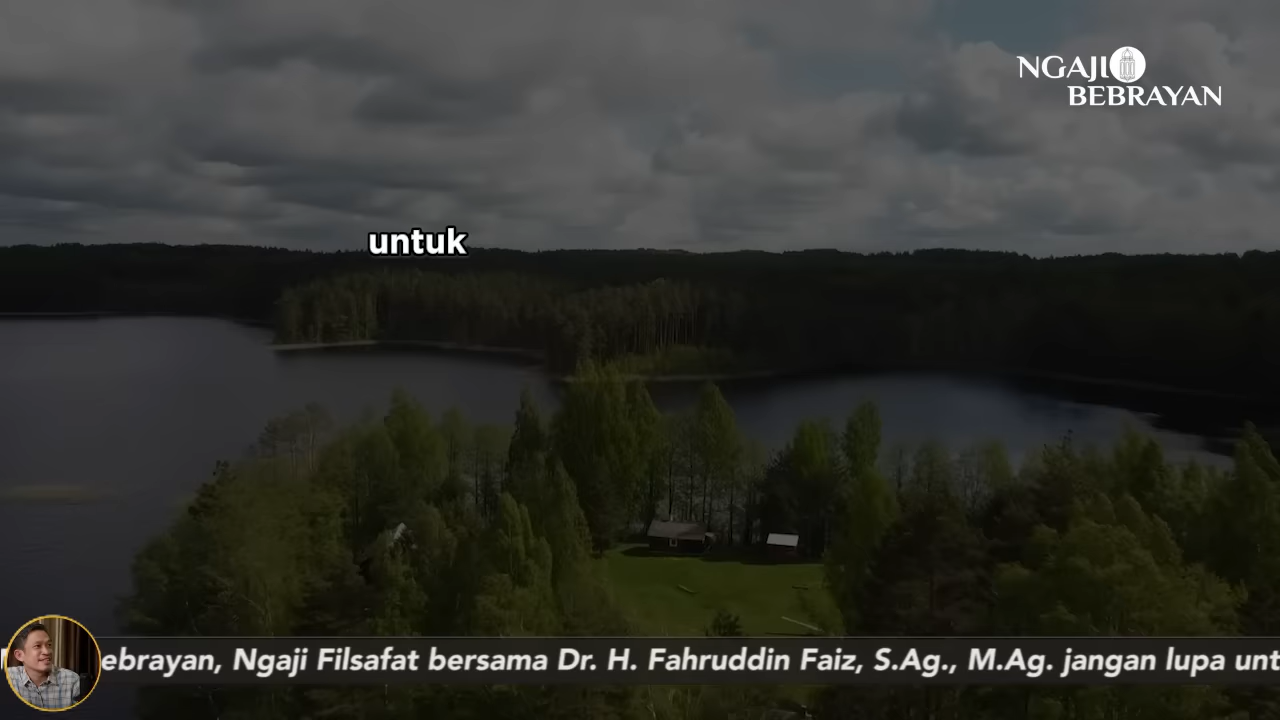 NGAJI
BEBRAYAN
untuk
ebrayan, Ngaji Filsafat bersama Dr. H. Fahruddin Faiz, S.Ag., M.Ag. jangan lupa unt